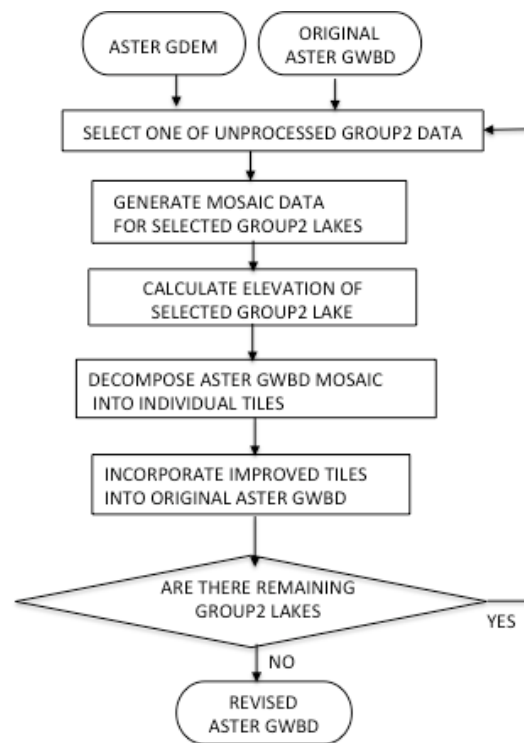 ASTER GDEM
ORIGINAL
ASTER GWBD
SELECT ONE OF UNPROCESSED GROUP2 DATA
GENERATE MOSAIC DATA
FOR SELECTED GROUP2 LAKES
CALCULATE ELEVATION OF
SELECTED GROUP2 LAKE
DECOMPOSE ASTER GWBD MOSAIC
INTO INDIVIDUAL TILES
INCORPORATE IMPROVED TILES
INTO ORIGINAL ASTER GWBD
ARE THERE REMAINING
GROUP2 LAKES
YES
NO
REVISED
ASTER GWBD